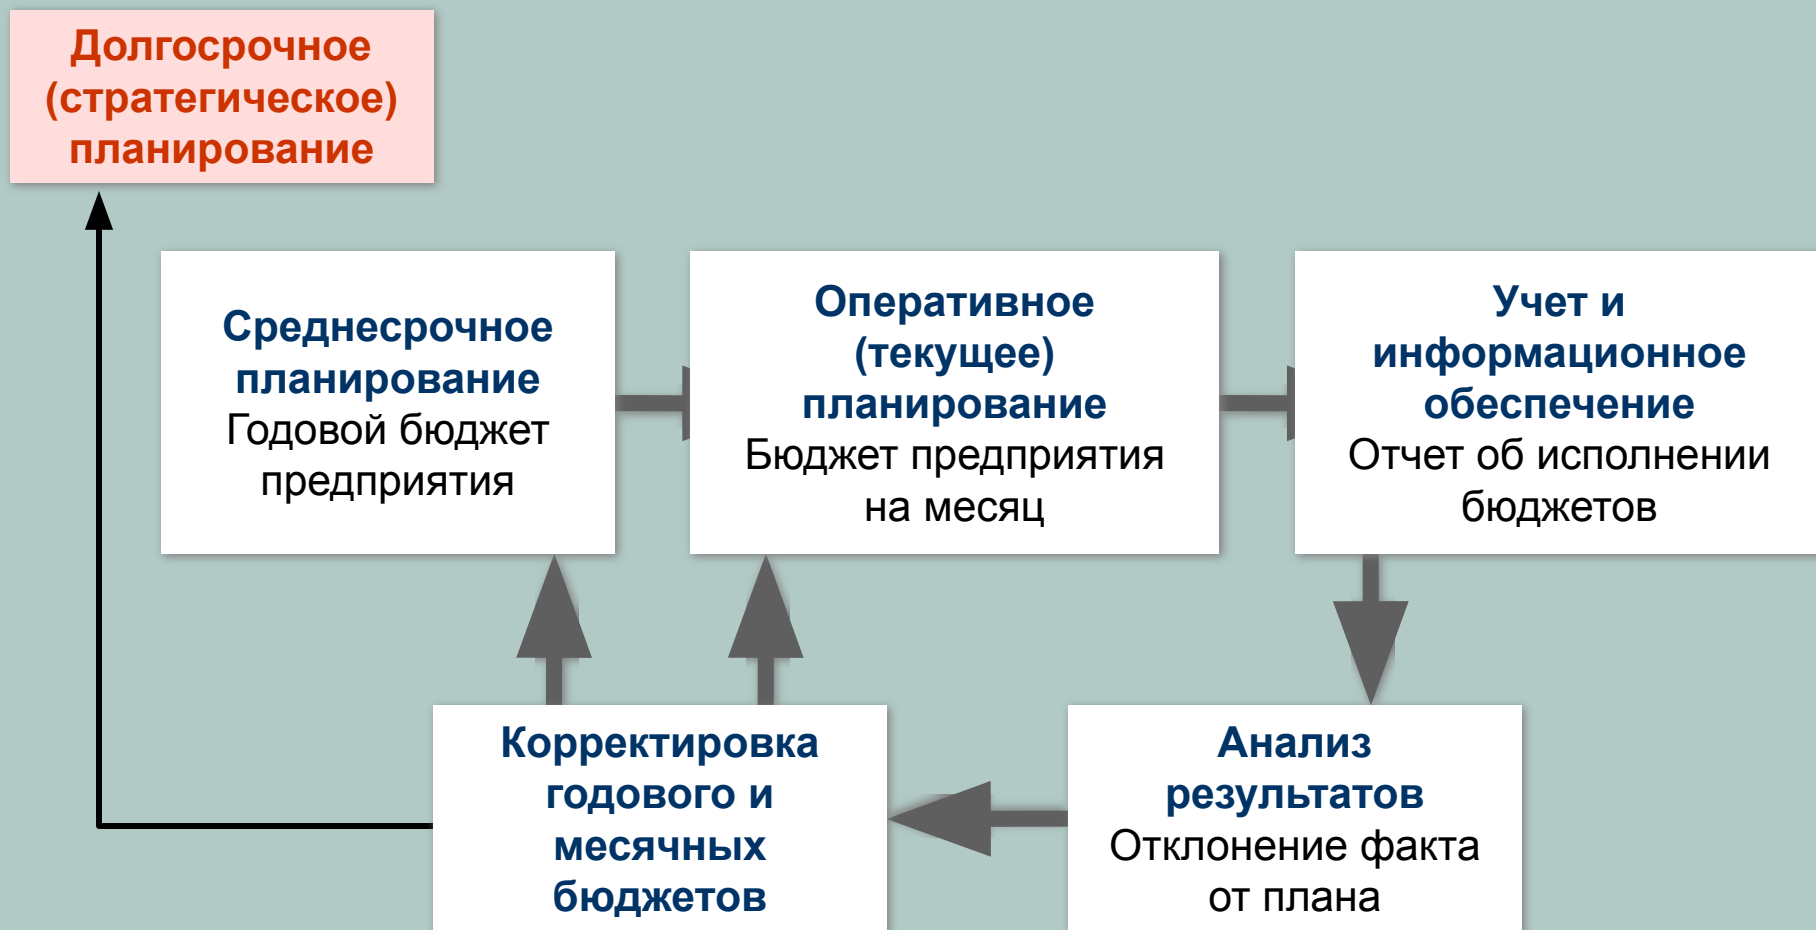 Долгосрочное
(стратегическое)
планирование
Среднесрочное
планирование
Годовой бюджет
предприятия
Оперативное
(текущее)
планирование
Бюджет предприятия
на месяц
Учет и
информационное
обеспечение
Отчет об исполнении
бюджетов
Корректировка
годового и
месячных
бюджетов
Анализ
результатов
Отклонение факта
от плана